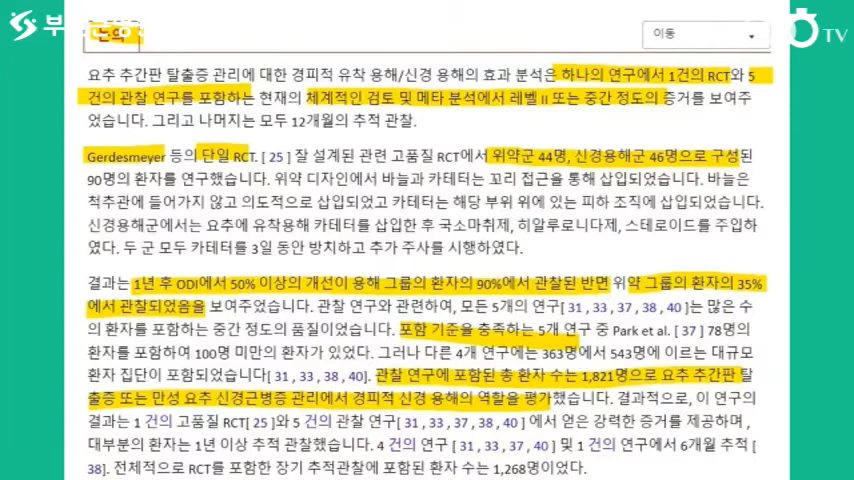 논의
이동
TV
요추 추간판 탈출증 관리에 대한 경피적 유착 용해/신경 용해의 효과 분석은 하나의 연구에서 1건의 RCT와 5
건의 관찰 연구를 포함하는 현재의 체계적인 검토 및 메타 분석에서 레벨 II 또는 중간 정도의 증거를 보여주
었습니다. 그리고 나머지는 모두 12개월의 추적 관찰.
Gerdesmeyer 등의 단일 RCT. [ 25 ] 잘 설계된 관련 고품질 RCT에서 위약군 44명, 신경용해군 46명으로 구성된
90명의 환자를 연구했습니다. 위약 디자인에서 바늘과 카테터는 꼬리 접근을 통해 삽입되었습니다. 바늘은
척추관에 들어가지 않고 의도적으로 삽입되었고 카테터는 해당 부위 위에 있는 피하 조직에 삽입되었습니다.
신경용해군에서는 요추에 유착용해 카테터를 삽입한 후 국소마취제, 히알루로니다제, 스테로이드를 주입하
였다. 두 군 모두 카테터를 3일 동안 방치하고 추가 주사를 시행하였다.
결과는 1년 후 ODI에서 50% 이상의 개선이 용해 그룹의 환자의 90%에서 관찰된 반면 위약 그룹의 환자의 35%
에서 관찰되었음을 보여주었습니다. 관찰 연구와 관련하여, 모든 5개의 연구[ 31 , 33 , 37 , 38 , 40 ]는 많은 수
의 환자를 포함하는 중간 정도의 품질이었습니다. 포함 기준을 충족하는 5개 연구 중 Park et al. [ 37 ] 78명의
환자를 포함하여 100명 미만의 환자가 있었다. 그러나 다른 4개 연구에는 363명에서 543명에 이르는 대규모
환자 집단이 포함되었습니다[ 31 , 33 , 38 , 40]. 관찰 연구에 포함된 총 환자 수는 1,821명으로 요추 추간판 탈
출증 또는 만성 요추 신경근병증 관리에서 경피적 신경 용해의 역할을 평가했습니다. 결과적으로, 이 연구의
결과는 1 건의 고품질 RCT[ 25 ]와 5 건의 관찰 연구[ 31 , 33 , 37 , 38 , 40 ] 에서 얻은 강력한 증거를 제공하며 ,
대부분의 환자는 1년 이상 추적 관찰했습니다. 4 건의 연구 [ 31 , 33 , 37 , 40 ] 및 1 건의 연구에서 6개월 추적 [
38]. 전체적으로 RCT를 포함한 장기 추적관찰에 포함된 환자 수는 1,268명이었다.